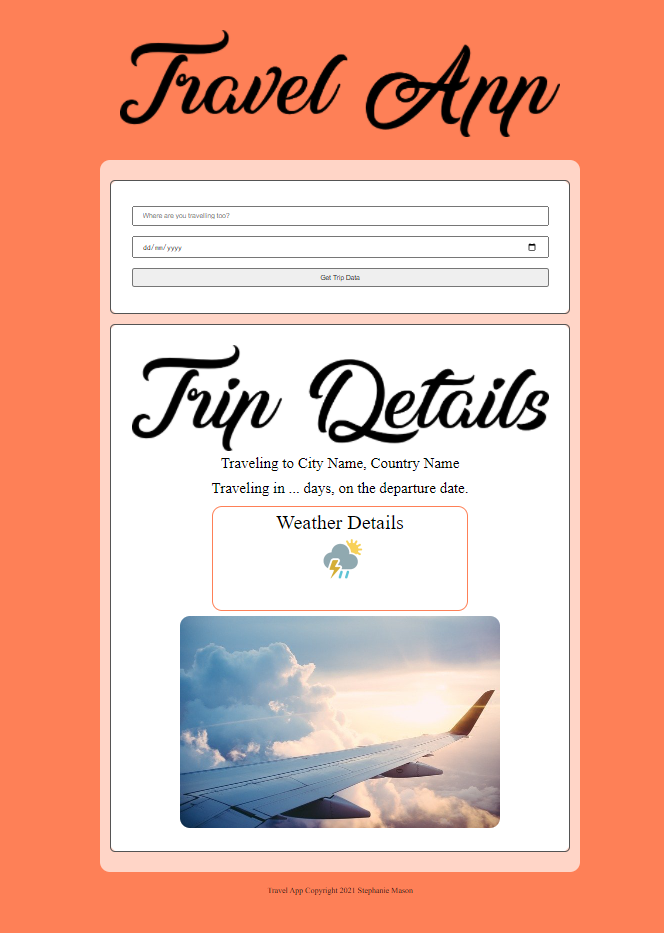 Travel App
Where are you travelling too?
dd/mm/yyyy
Get Trip Data
Trip Details
Traveling to City Name, Country Name
Traveling in ... days, on the departure date.
Weather Details
Travel App Copyright 2021 Stephanie Mason